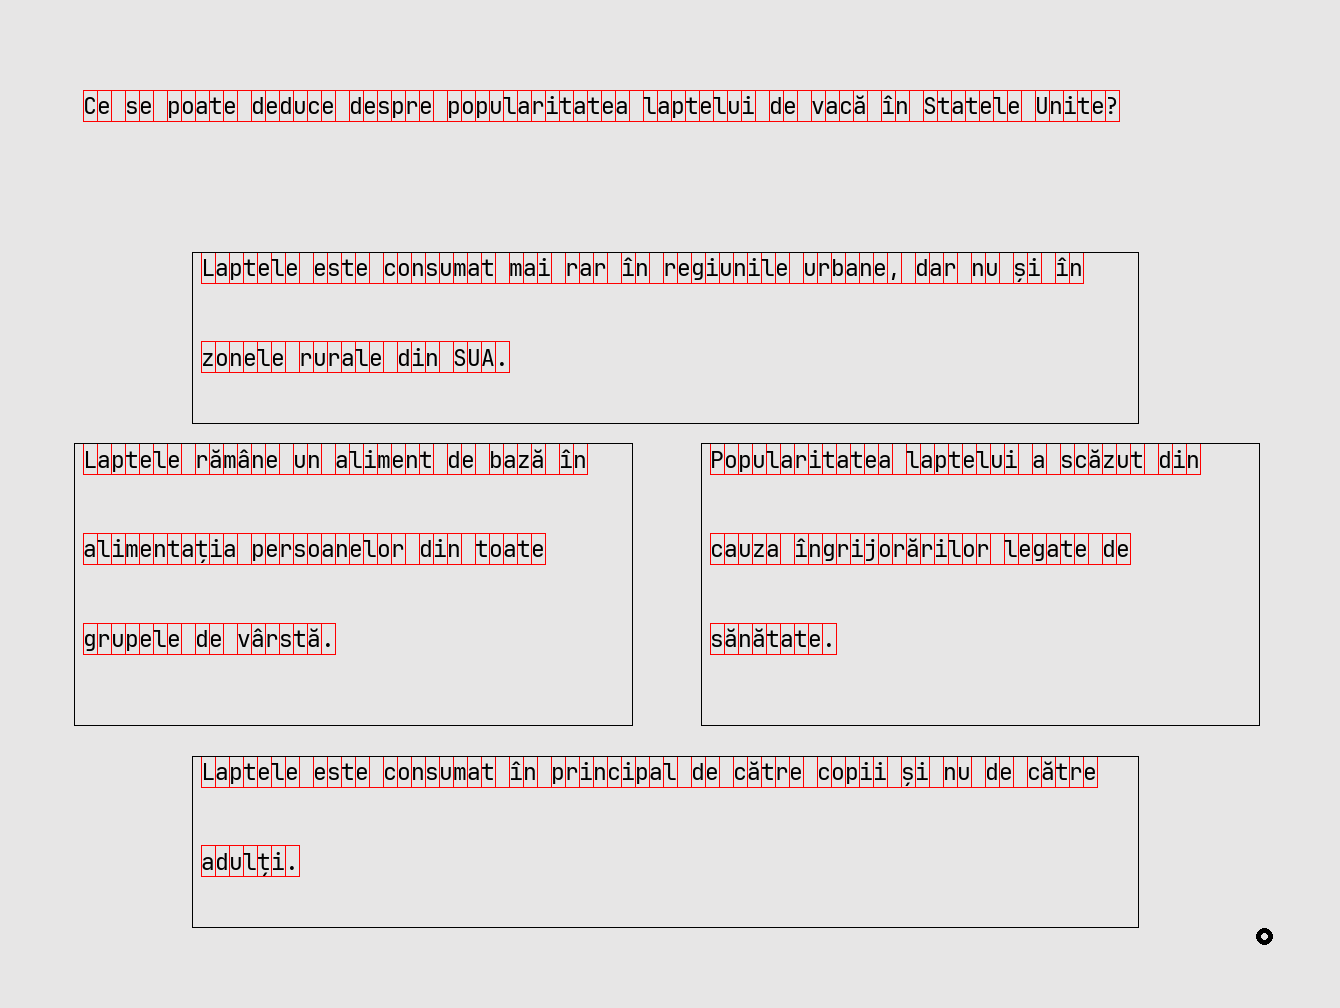 Ce se poate deduce despre popularitatea laptelui de vacă în Statele Unite?
Laptele este consumat mai rar în regiunile urbane, dar nu și în
zonele rurale din SUA.
Laptele rămâne un aliment de bază în
alimentația persoanelor din toate
grupele de vârstă.
Popularitatea laptelui a scăzut din
cauza îngrijorărilor legate de
sănătate.
Laptele este consumat în principal de către copii și nu de către
adulți.